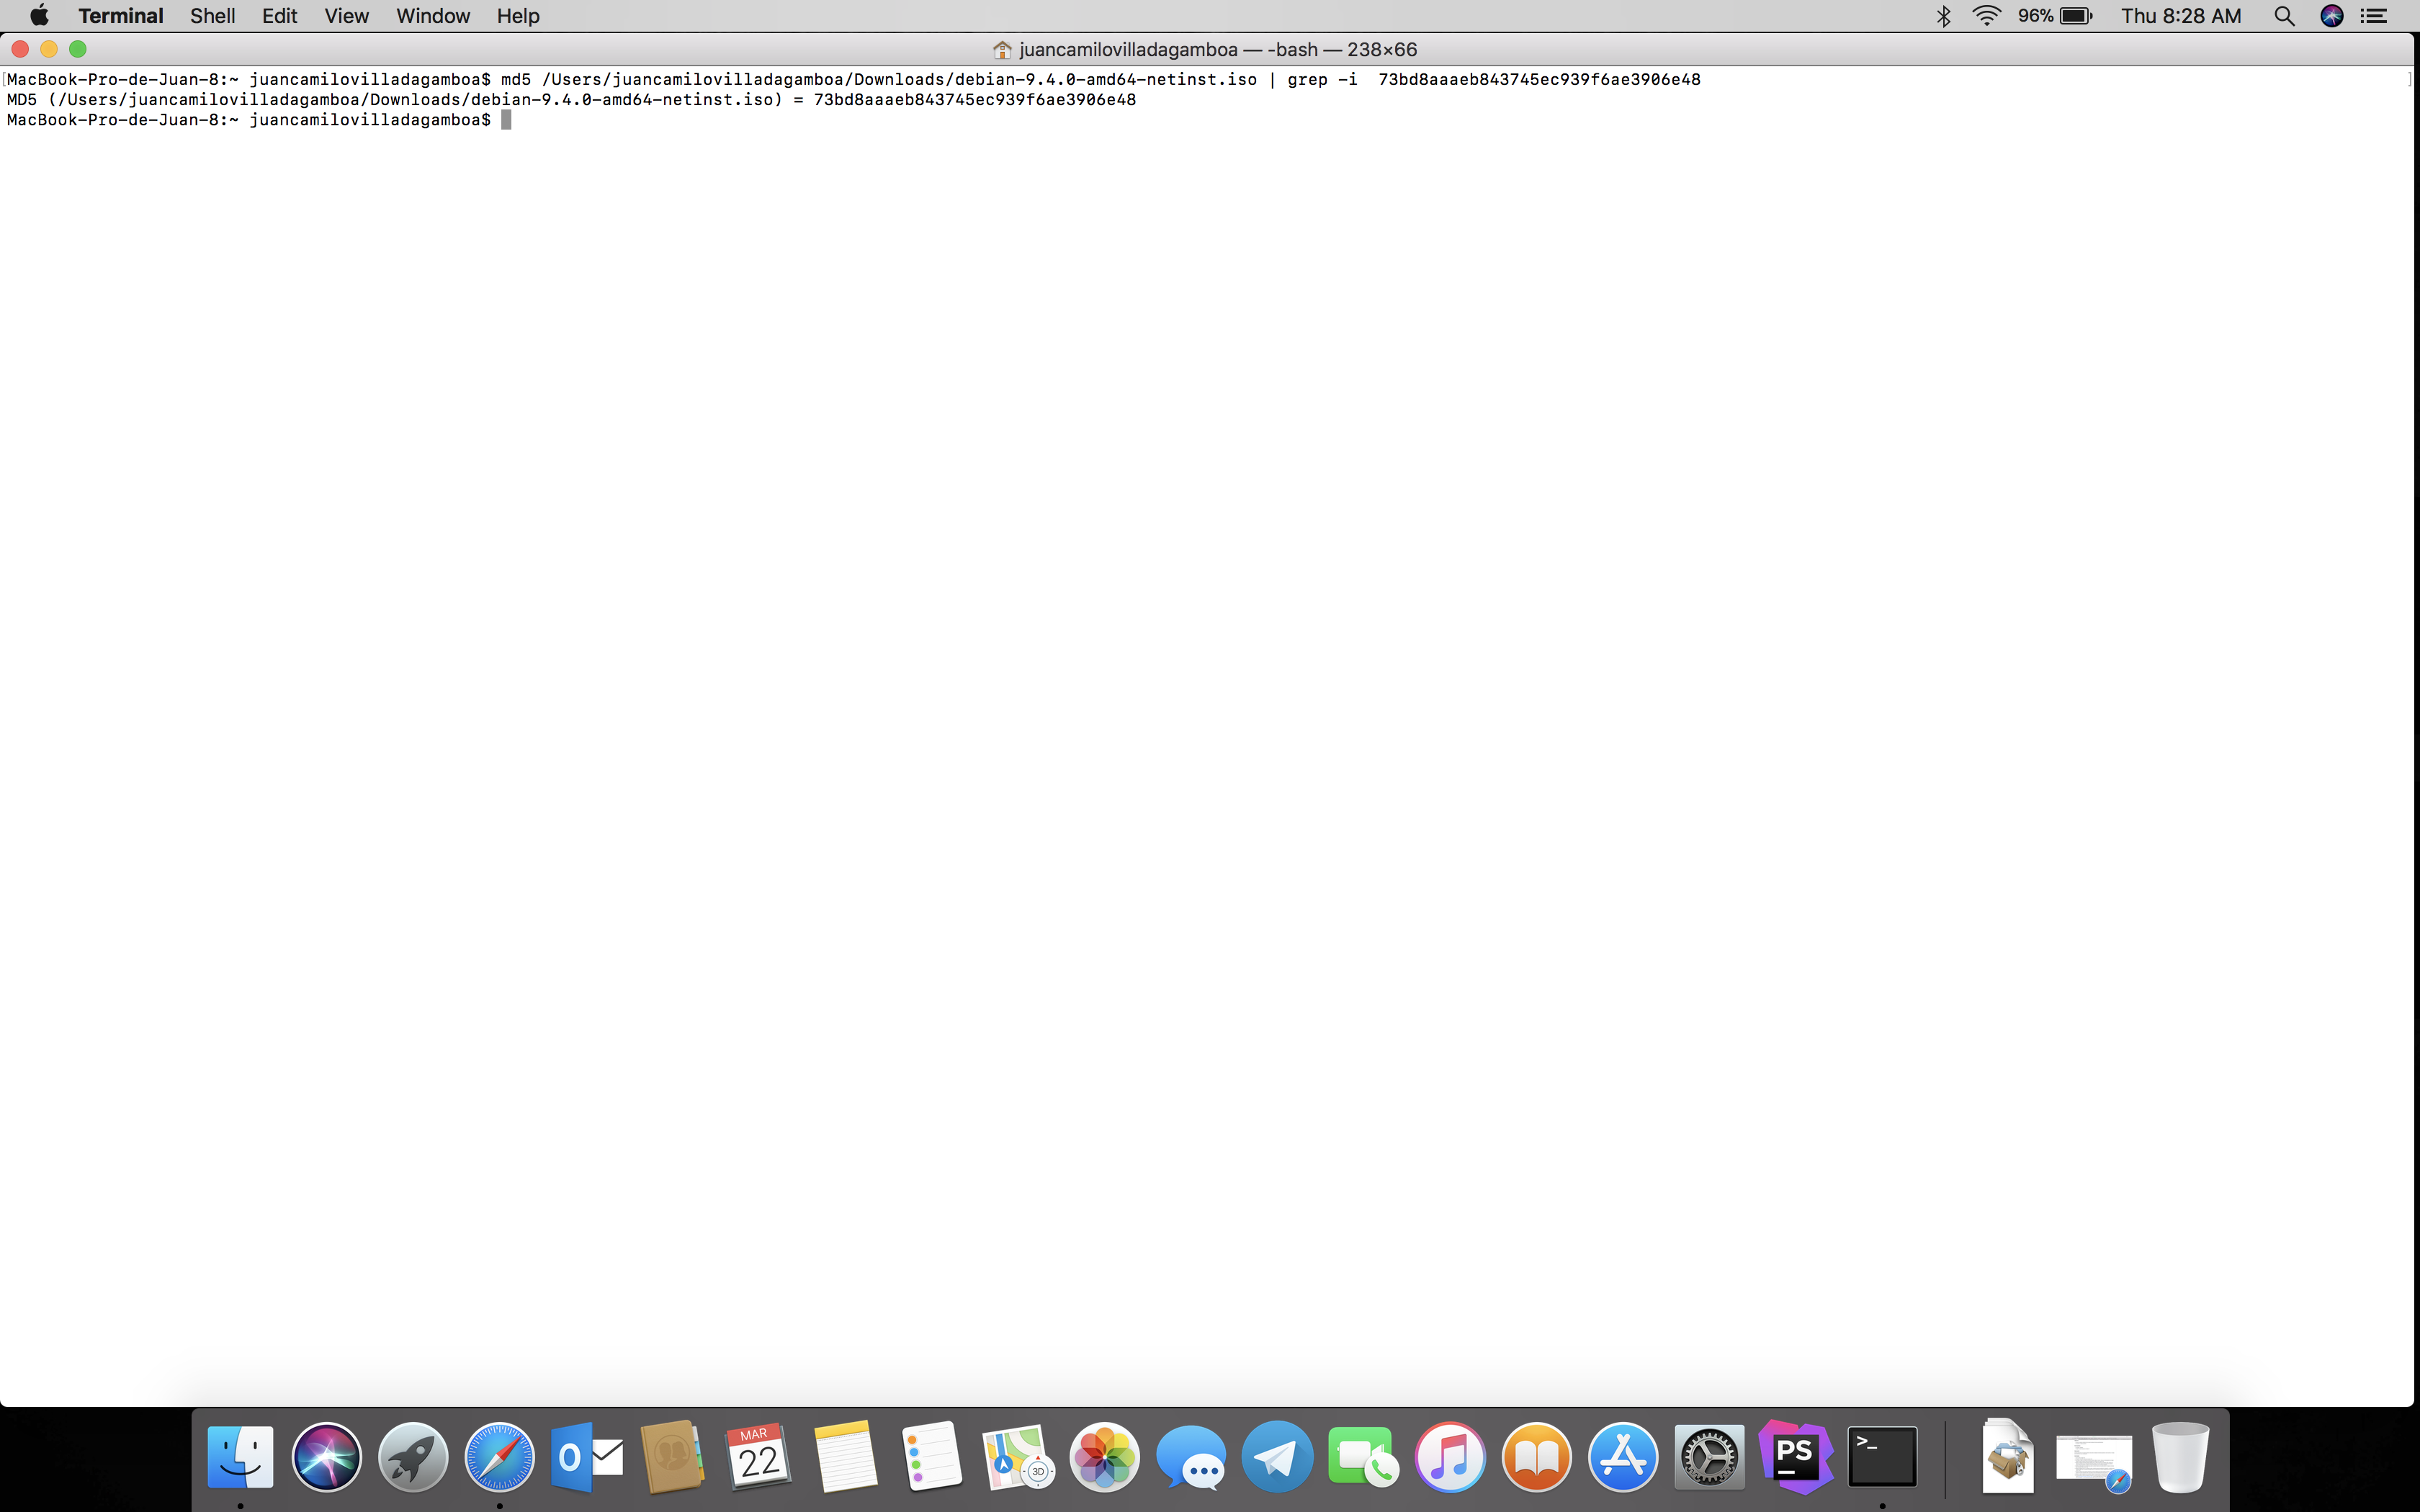 Terminal Shell Edit View Window Help 96% Thu 8:28 AM
juancamilovilladagamboa — -bash — 238×66
[MacBook-Pro-de-Juan-8:~ juancamilovilladagamboa$ md5 /Users/juancamilovilladagamboa/Downloads/debian-9.4.0-amd64-netinst.iso | grep -i  73bd8aaaeb843745ec939f6ae3906e48 ]
MD5 (/Users/juancamilovilladagamboa/Downloads/debian-9.4.0-amd64-netinst.iso) = 73bd8aaaeb843745ec939f6ae3906e48
MacBook-Pro-de-Juan-8:~ juancamilovilladagamboa$
O
MAR
22
3D
PS
>_